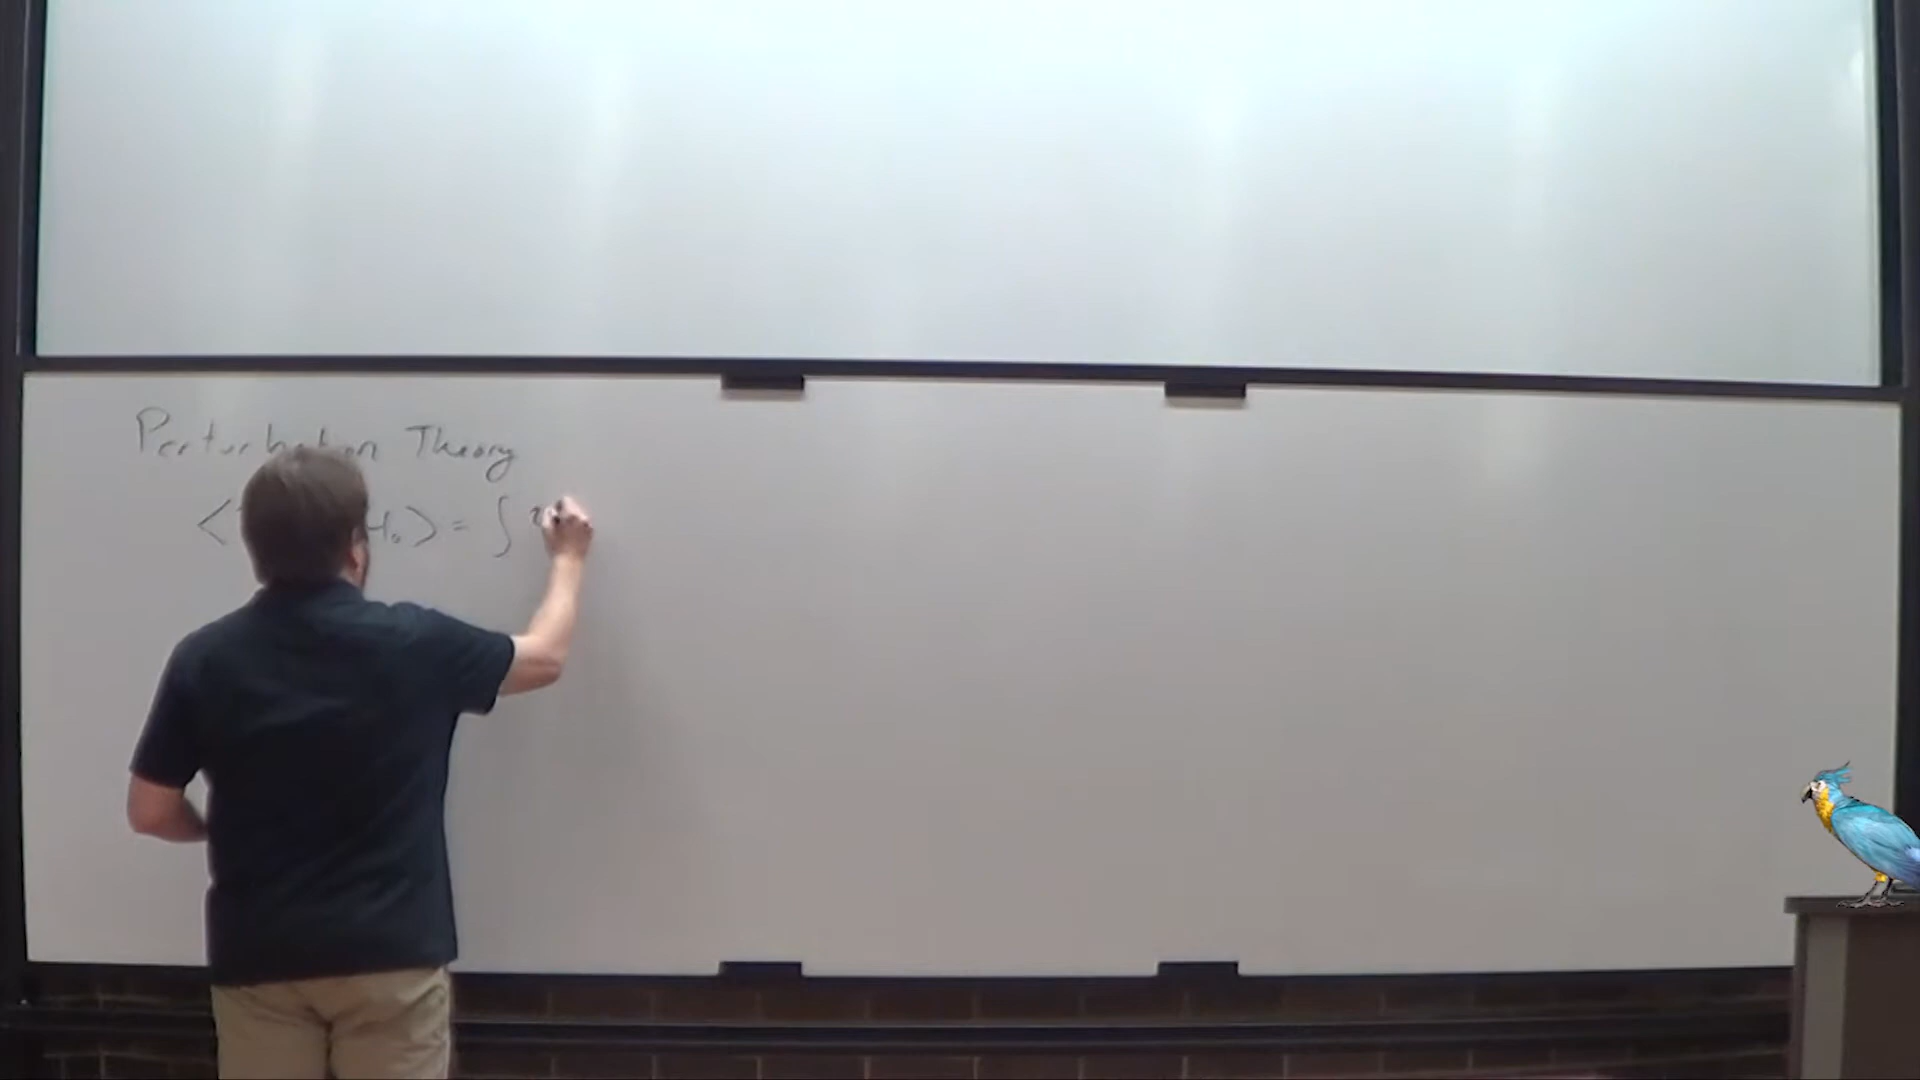 Perturbation Theory
< H₀ > = ∫